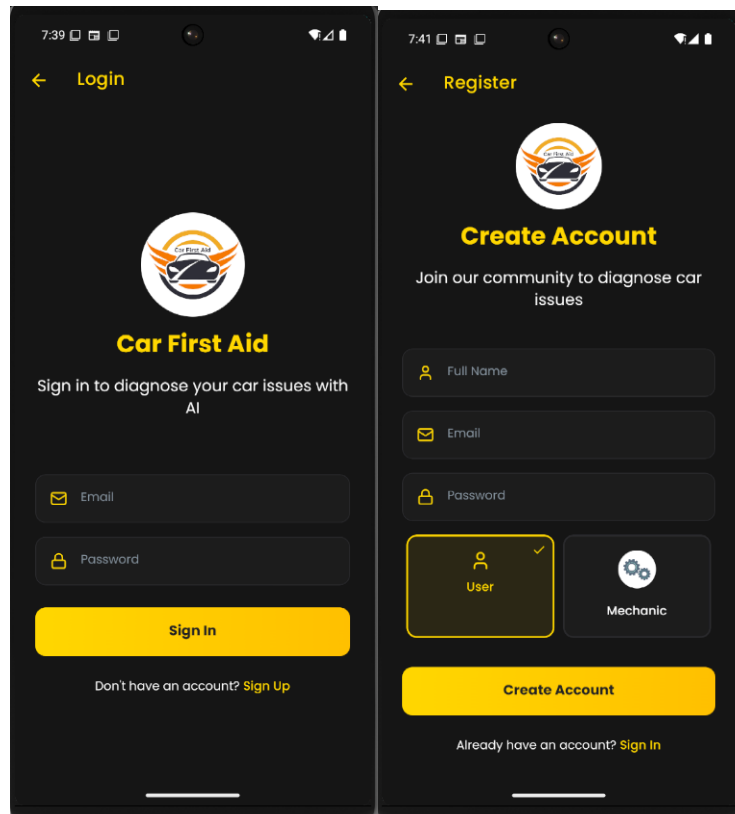 7:39
Login
Car First Aid
Car First Aid
Sign in to diagnose your car issues with
AI
Email
Password
Sign In
Don't have an account? Sign Up
7:41
Register
Car First Aid
Create Account
Join our community to diagnose car
issues
Full Name
Email
Password
User
Mechanic
Create Account
Already have an account? Sign In